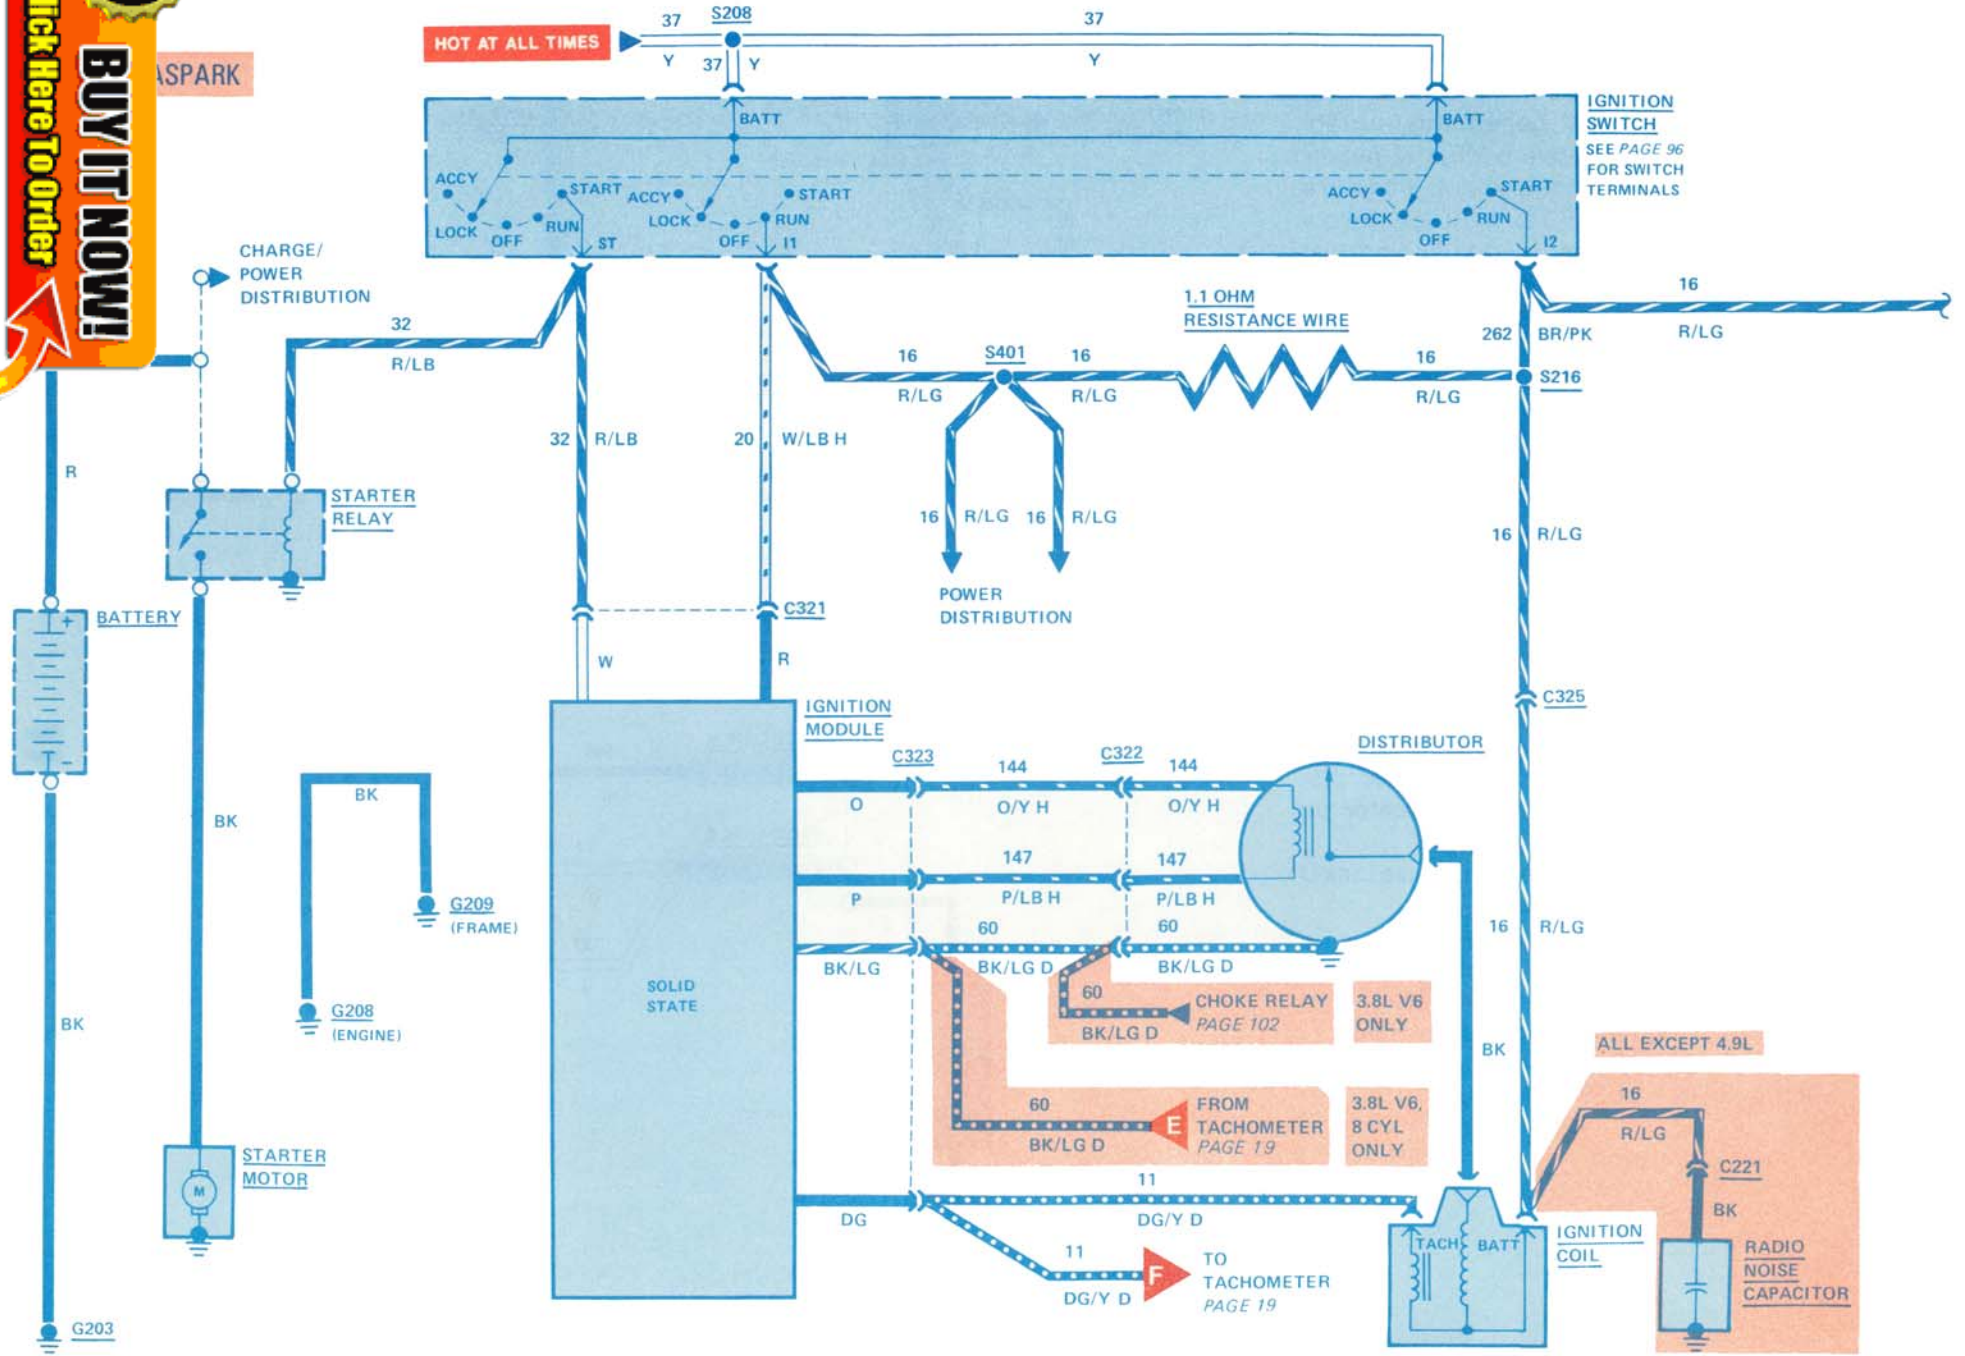 Click Here To Order
BUY IT NOW!
ASPARK
HOT AT ALL TIMES
37
Y
S208
37
Y
37
Y
IGNITION
SWITCH
SEE PAGE 96
FOR SWITCH
TERMINALS
BATT
BATT
ACCY
LOCK
OFF
RUN
START
ST
ACCY
LOCK
OFF
RUN
START
I1
ACCY
LOCK
OFF
RUN
START
I2
CHARGE/
POWER
DISTRIBUTION
32
R/LB
1.1 OHM
RESISTANCE WIRE
16
R/LG
S401
16
R/LG
16
R/LG
262
BR/PK
16
R/LG
S216
R
32
R/LB
20
W/LB H
STARTER
RELAY
16
R/LG
16
R/LG
POWER
DISTRIBUTION
16
R/LG
BATTERY
C321
W
R
C325
IGNITION
MODULE
SOLID
STATE
C323
C322
DISTRIBUTOR
144
O/Y H
144
O/Y H
O
147
P/LB H
147
P/LB H
P
60
BK/LG D
60
BK/LG D
BK/LG
BK
BK
G209
(FRAME)
G208
(ENGINE)
BK
60
BK/LG D
CHOKE RELAY
PAGE 102
3.8L V6
ONLY
16
R/LG
BK
ALL EXCEPT 4.9L
60
BK/LG D
E
FROM
TACHOMETER
PAGE 19
3.8L V6,
8 CYL
ONLY
16
R/LG
C221
BK
STARTER
MOTOR
M
DG
11
DG/Y D
11
DG/Y D
F
TO
TACHOMETER
PAGE 19
TACH
BATT
IGNITION
COIL
RADIO
NOISE
CAPACITOR
G203